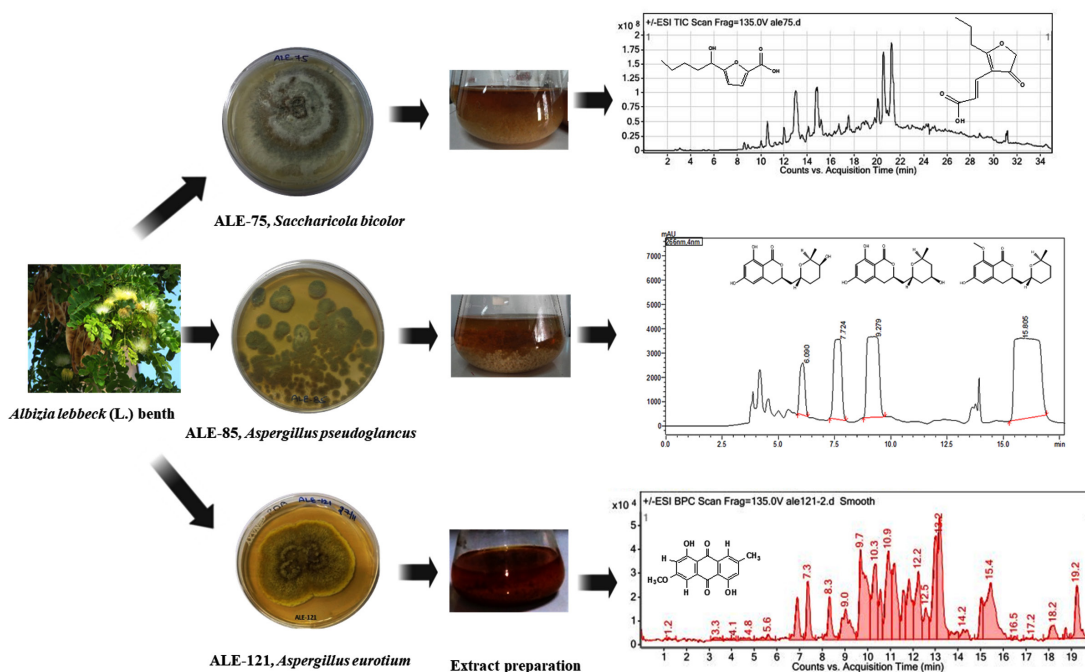 +/-ESI TIC Scan Frag=135.0V ale75.d
x10 8
1 1
2
1.75
1.5
1.25
1
0.75
0.5
0.25
0
2 4 6 8 10 12 14 16 18 20 22 24 26 28 30 32 34
Counts vs. Acquisition Time (min)
OH
O
O
OH
O
O
O
OH
ALE-75
ALE-75, Saccharicola bicolor
mAU
7000
6000
5000
4000
3000
2000
1000
0
0.0 2.5 5.0 7.5 10.0 12.5 15.0 min
6.090
7.724
9.279
15.805
Albizia lebbeck (L.) benth
ALE-85, Aspergillus pseudoglancus
+/-ESI BPC Scan Frag=135.0V ale121-2.d Smooth
x10 4
1
5
4
3
2
1
0
1.2 3.3 4.1 4.8 5.6 7.3 8.3 9.0 9.7 10.3 10.9 12.2 12.5 13.2 14.2 15.4 16.5 17.2 18.2 19.2
1 2 3 4 5 6 7 8 9 10 11 12 13 14 15 16 17 18 19
Counts vs. Acquisition Time (min)
OH O H
H CH3
H3CO H
H O OH
ALE-121
ALE-121
ALE-121, Aspergillus eurotium
Extract preparation